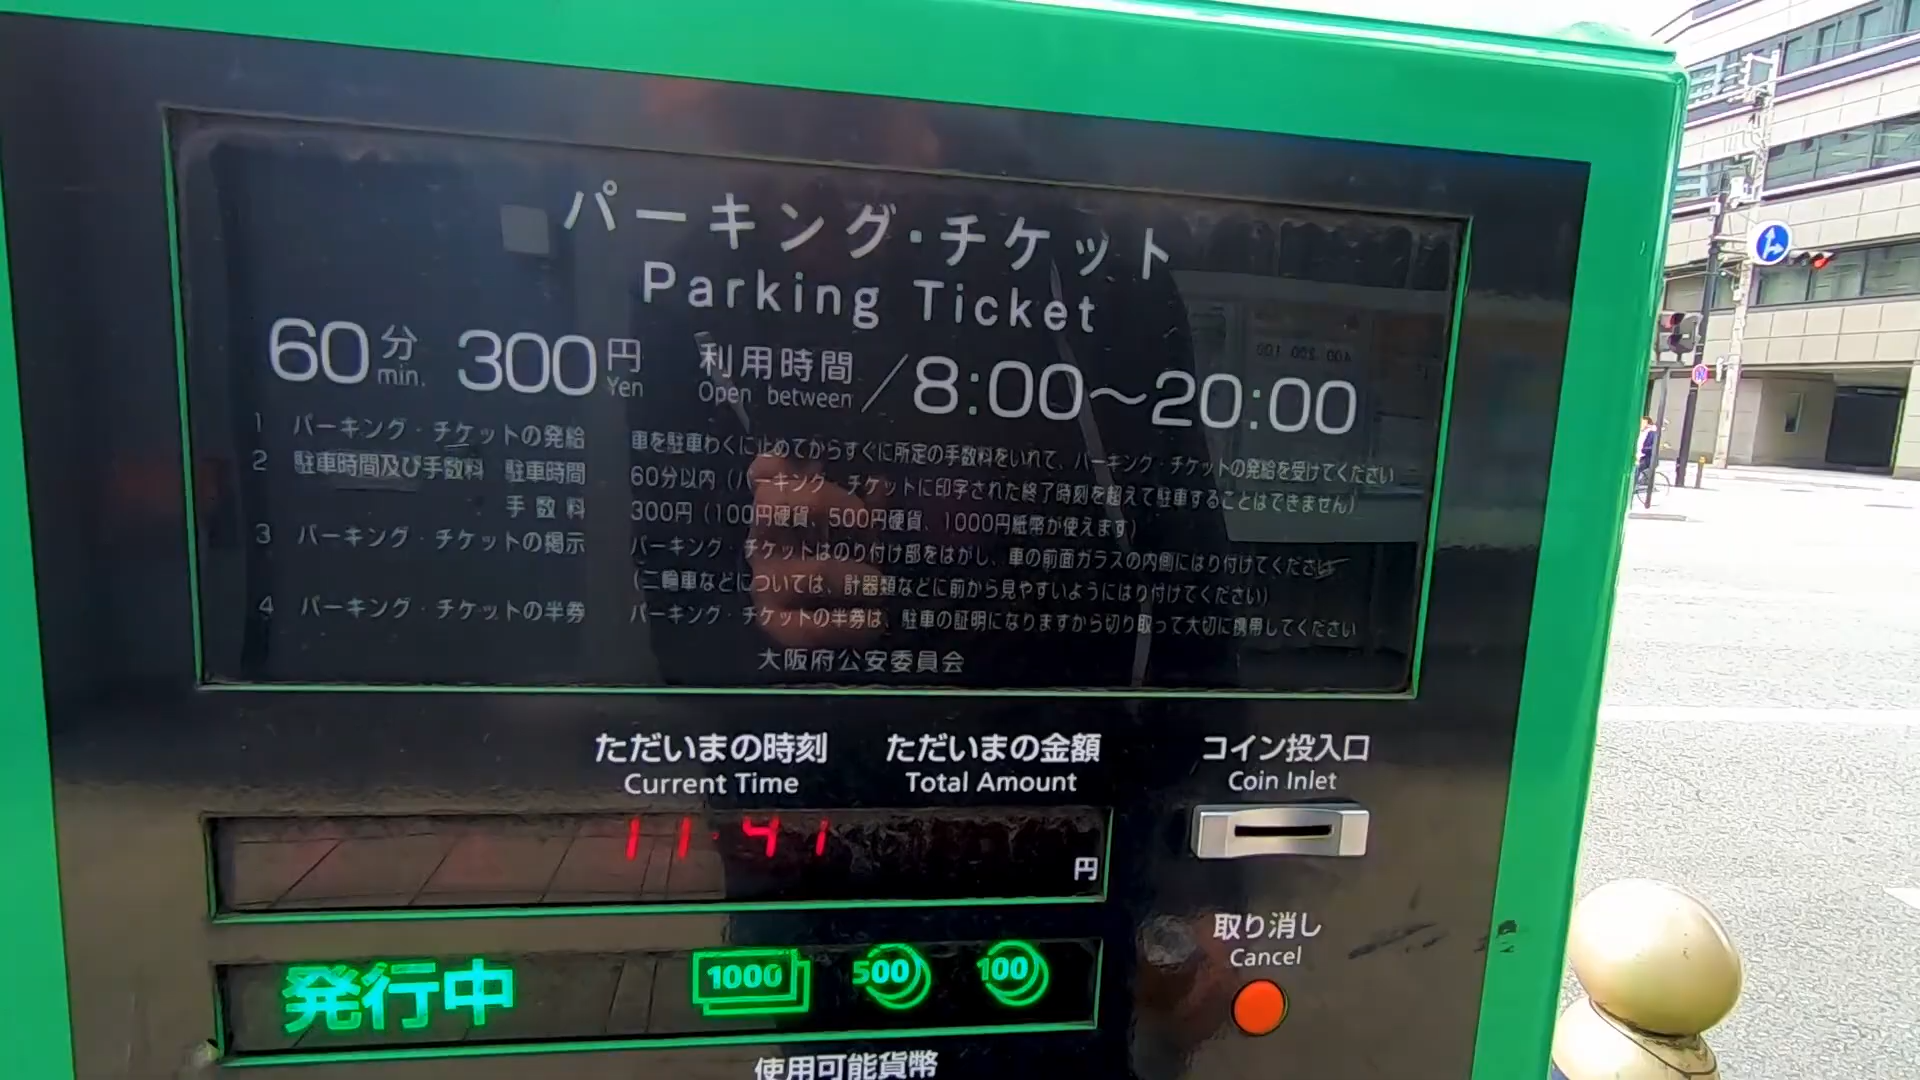 パーキング・チケット
Parking Ticket
60分 min. 300円 Yen 利用時間 Open between / 8:00～20:00
1 パーキング・チケットの発給 車を駐車わくに止めてからすぐに所定の手数料をいれて、パーキング・チケットの発給を受けてください
2 駐車時間及び手数料 駐車時間 60分以内（パーキング・チケットに印字された終了時刻を超えて駐車することはできません）
手数料 300円（100円硬貨、500円硬貨、1000円紙幣が使えます）
3 パーキング・チケットの掲示 パーキング・チケットはのり付け部をはがし、車の前面ガラスの内側にはり付けてください
（二輪車などについては、計器類などに前から見やすいようにはり付けてください）
4 パーキング・チケットの半券 パーキング・チケットの半券は、駐車の証明になりますから切り取って大切に携帯してください
大阪府公安委員会
ただいまの時刻 ただいまの金額 コイン投入口
Current Time Total Amount Coin Inlet
11:41
円
取り消し
Cancel
発行中 1000 500 100
使用可能貨幣